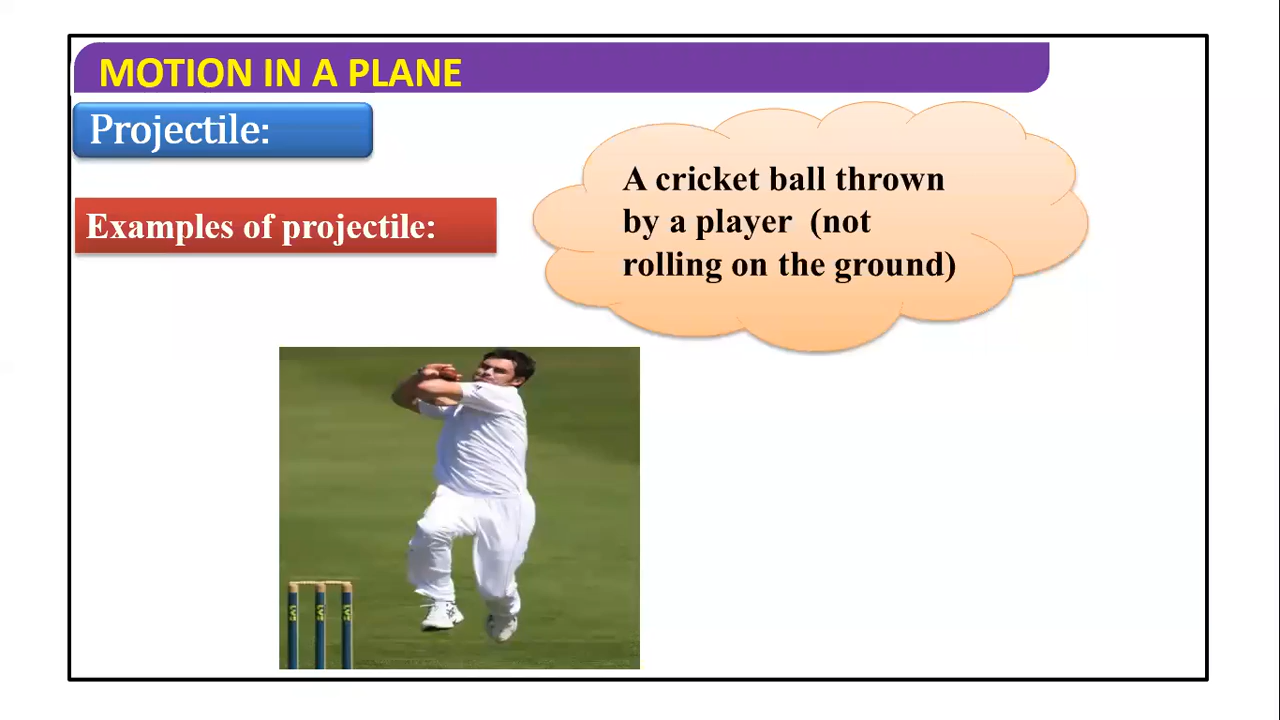 MOTION IN A PLANE
Projectile:
Examples of projectile:
A cricket ball thrown
by a player (not
rolling on the ground)